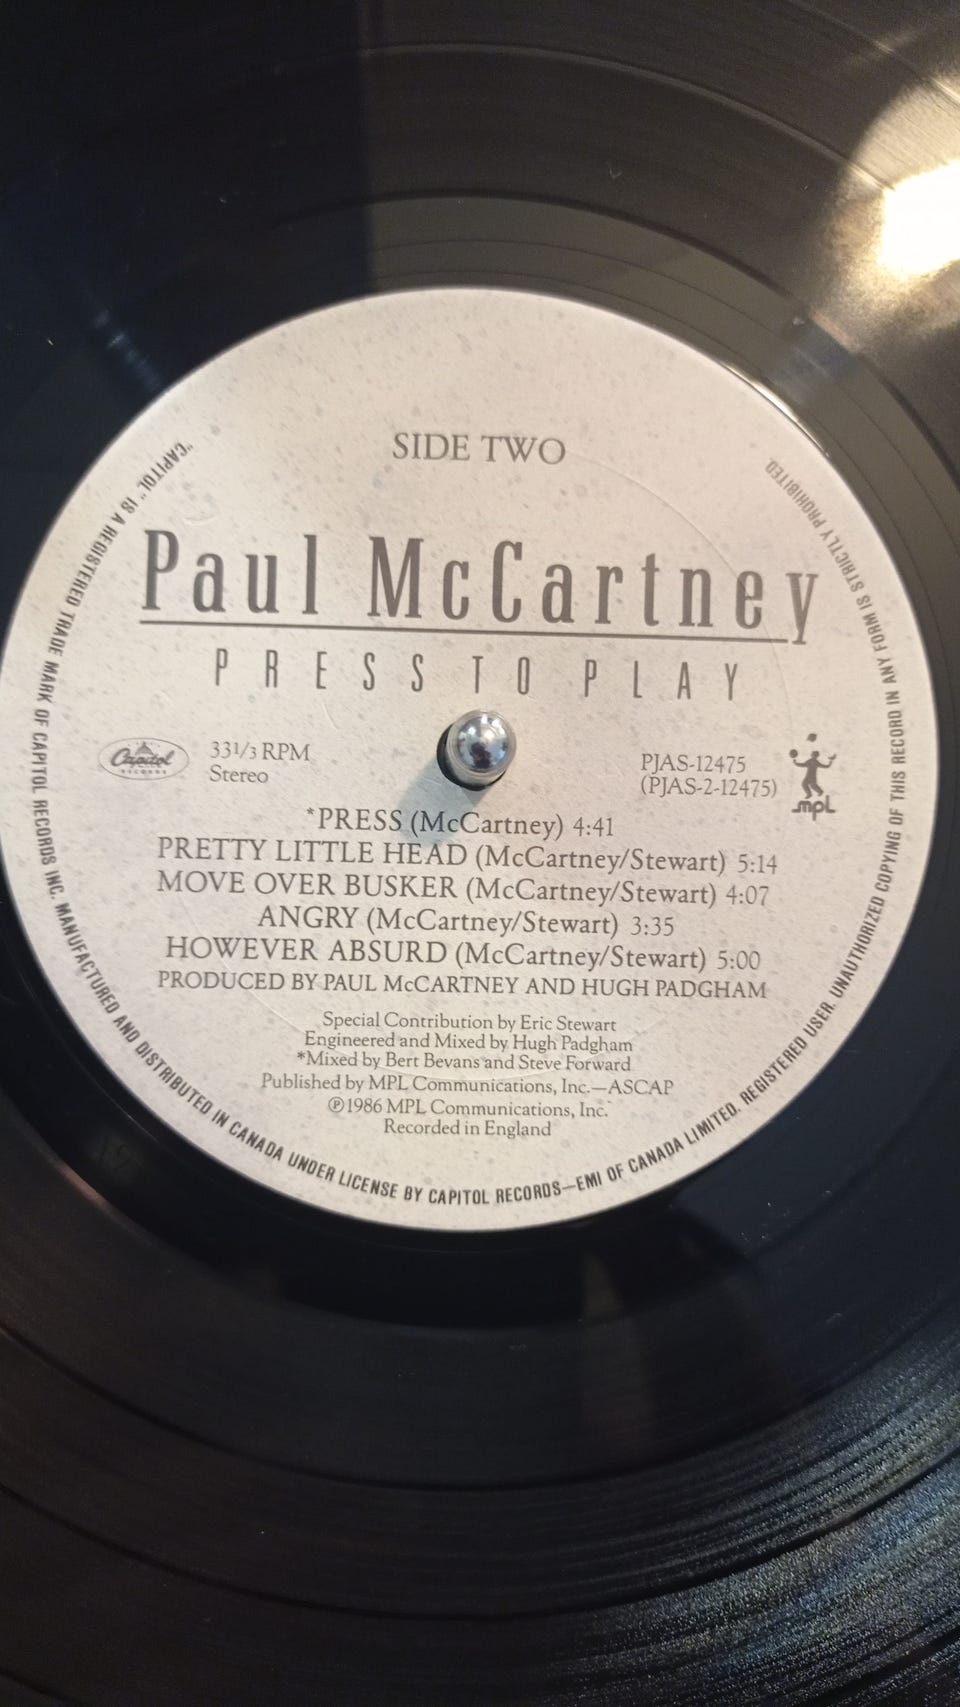 SIDE TWO
Paul McCartney
PRESS TO PLAY
Capitol
RECORDS
33 1/3 RPM
Stereo
PJAS-12475
(PJAS-2-12475)
mpl
*PRESS (McCartney) 4:41
PRETTY LITTLE HEAD (McCartney/Stewart) 5:14
MOVE OVER BUSKER (McCartney/Stewart) 4:07
ANGRY (McCartney/Stewart) 3:35
HOWEVER ABSURD (McCartney/Stewart) 5:00
PRODUCED BY PAUL McCARTNEY AND HUGH PADGHAM
Special Contribution by Eric Stewart
Engineered and Mixed by Hugh Padgham
*Mixed by Bert Bevans and Steve Forward
Published by MPL Communications, Inc.—ASCAP
℗1986 MPL Communications, Inc.
Recorded in England
"CAPITOL" IS A REGISTERED TRADE MARK OF CAPITOL RECORDS INC. MANUFACTURED AND DISTRIBUTED IN CANADA UNDER LICENSE BY CAPITOL RECORDS—EMI OF CANADA LIMITED. REGISTERED USER. UNAUTHORIZED COPYING OF THIS RECORD IN ANY FORM IS STRICTLY PROHIBITED.